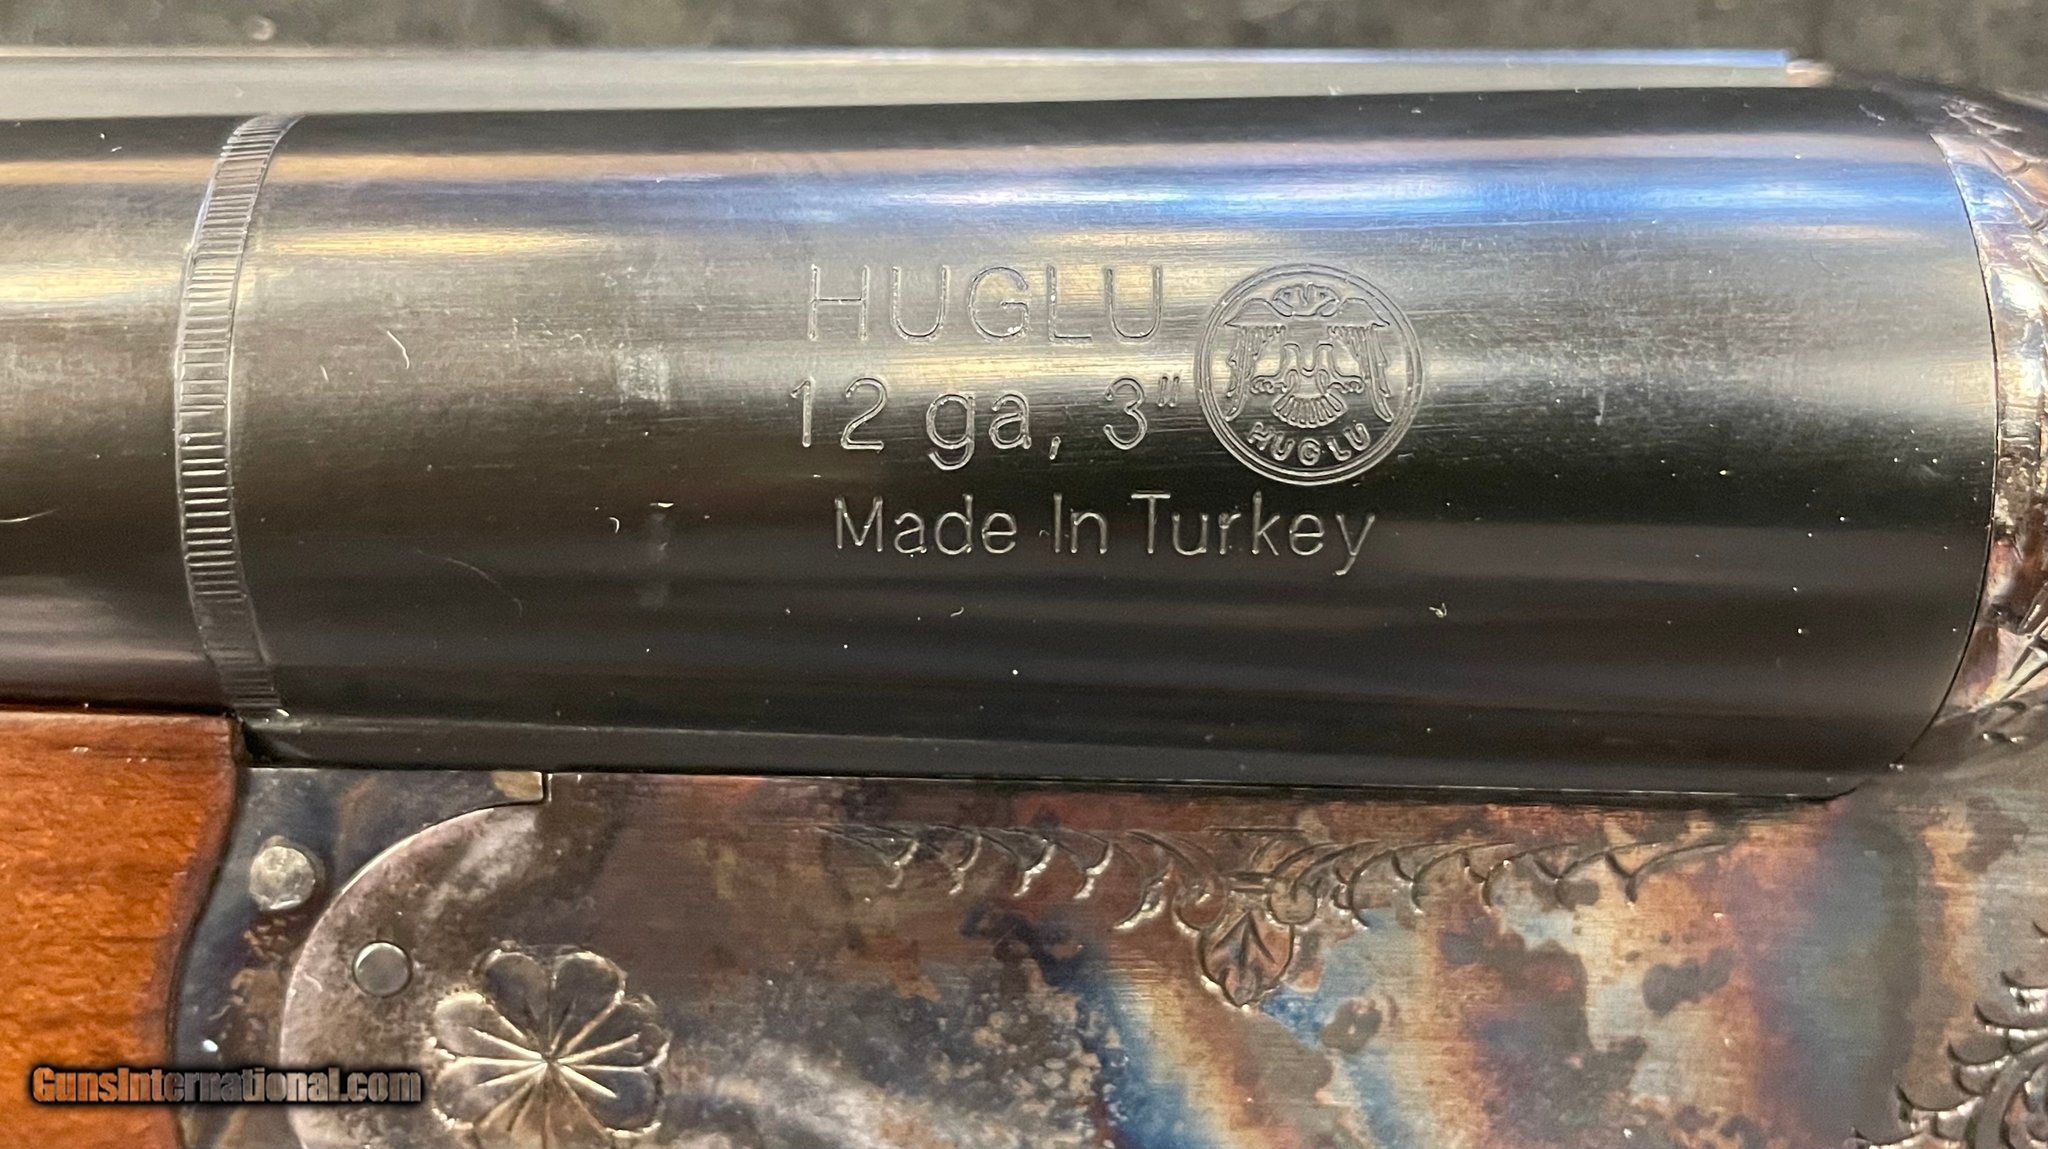 HUGLU
12 ga, 3"
HUGLU
Made In Turkey
GunsInternational.com